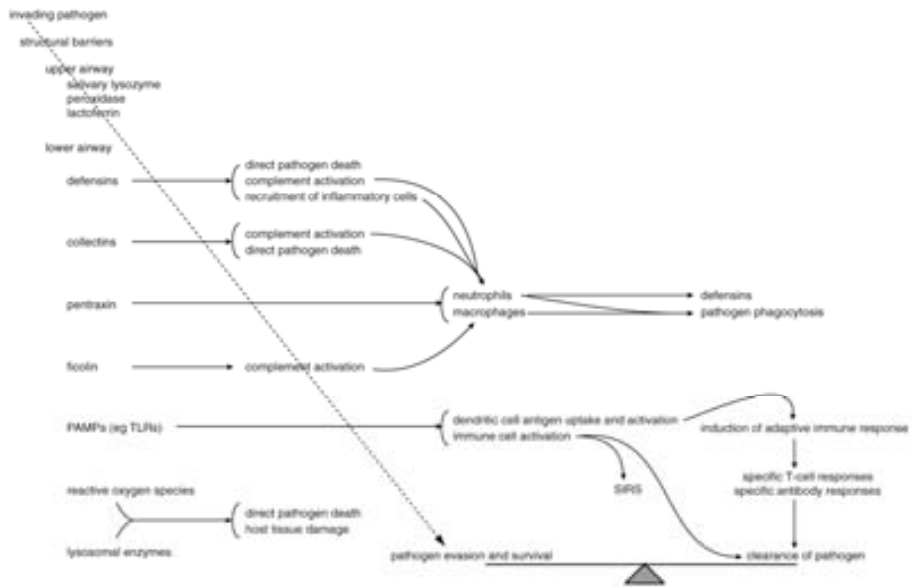 invading pathogen
structural barriers
upper airway
salivary lysozyme
peroxidase
lactoferrin
lower airway
defensins
direct pathogen death
complement activation
recruitment of inflammatory cells
collectins
complement activation
direct pathogen death
pentraxin
neutrophils
macrophages
defensins
pathogen phagocytosis
ficolin
complement activation
PAMPs (eg TLRs)
dendritic cell antigen uptake and activation
immune cell activation
induction of adaptive immune response
SIRS
specific T-cell responses
specific antibody responses
reactive oxygen species
lysosomal enzymes
direct pathogen death
host tissue damage
pathogen evasion and survival
clearance of pathogen